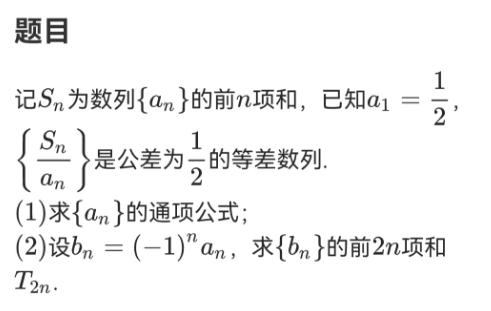 题目
记$S_n$为数列$\{a_n\}$的前$n$项和，已知$a_1 = \frac{1}{2}$，
$\left\{\frac{S_n}{a_n}\right\}$是公差为$\frac{1}{2}$的等差数列.
(1)求$\{a_n\}$的通项公式；
(2)设$b_n = (-1)^n a_n$，求$\{b_n\}$的前$2n$项和
$T_{2n}$.